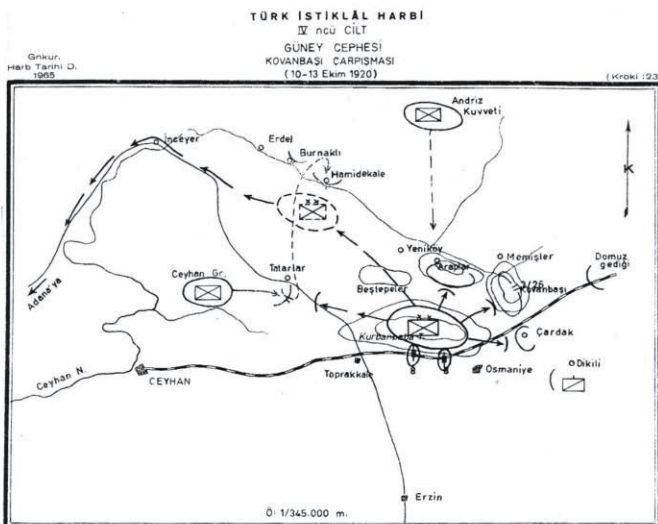 TÜRK İSTİKLÂL HARBİ
IV ncü CİLT
GÜNEY CEPHESİ
KOVANBAŞI ÇARPIŞMASI
(10-13 Ekim 1920)
Gnkur.
Harb Tarihi D.
1965
(Kroki :23
Andriz
Kuvveti
İnceyer
Erdel
Burnaklı
Hamidekale
K
Yeniköy
Araplar
Memişler
Domuz
gediği
Ceyhan Gr.
Tatarlar
Beştepeler
2/26
Kovanbaşı
Adana'ya
Kurbanbaba T.
Çardak
Ceyhan N.
CEYHAN
Toprakkale
Osmaniye
Dikili
Erzin
Ö: 1/345.000 m.